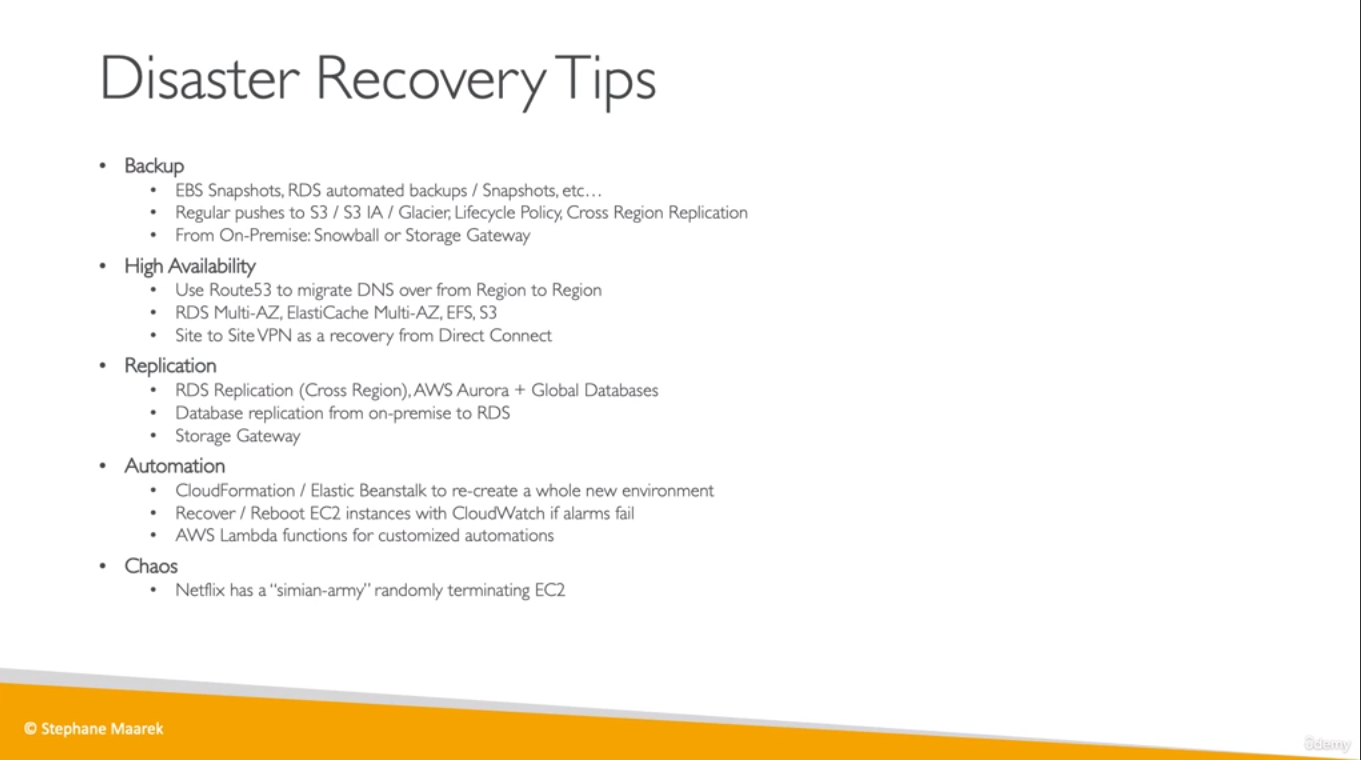 Disaster Recovery Tips
• Backup
• EBS Snapshots, RDS automated backups / Snapshots, etc…
• Regular pushes to S3 / S3 IA / Glacier, Lifecycle Policy, Cross Region Replication
• From On-Premise: Snowball or Storage Gateway
• High Availability
• Use Route53 to migrate DNS over from Region to Region
• RDS Multi-AZ, ElastiCache Multi-AZ, EFS, S3
• Site to Site VPN as a recovery from Direct Connect
• Replication
• RDS Replication (Cross Region), AWS Aurora + Global Databases
• Database replication from on-premise to RDS
• Storage Gateway
• Automation
• CloudFormation / Elastic Beanstalk to re-create a whole new environment
• Recover / Reboot EC2 instances with CloudWatch if alarms fail
• AWS Lambda functions for customized automations
• Chaos
• Netflix has a “simian-army” randomly terminating EC2
© Stephane Maarek
ûdemy